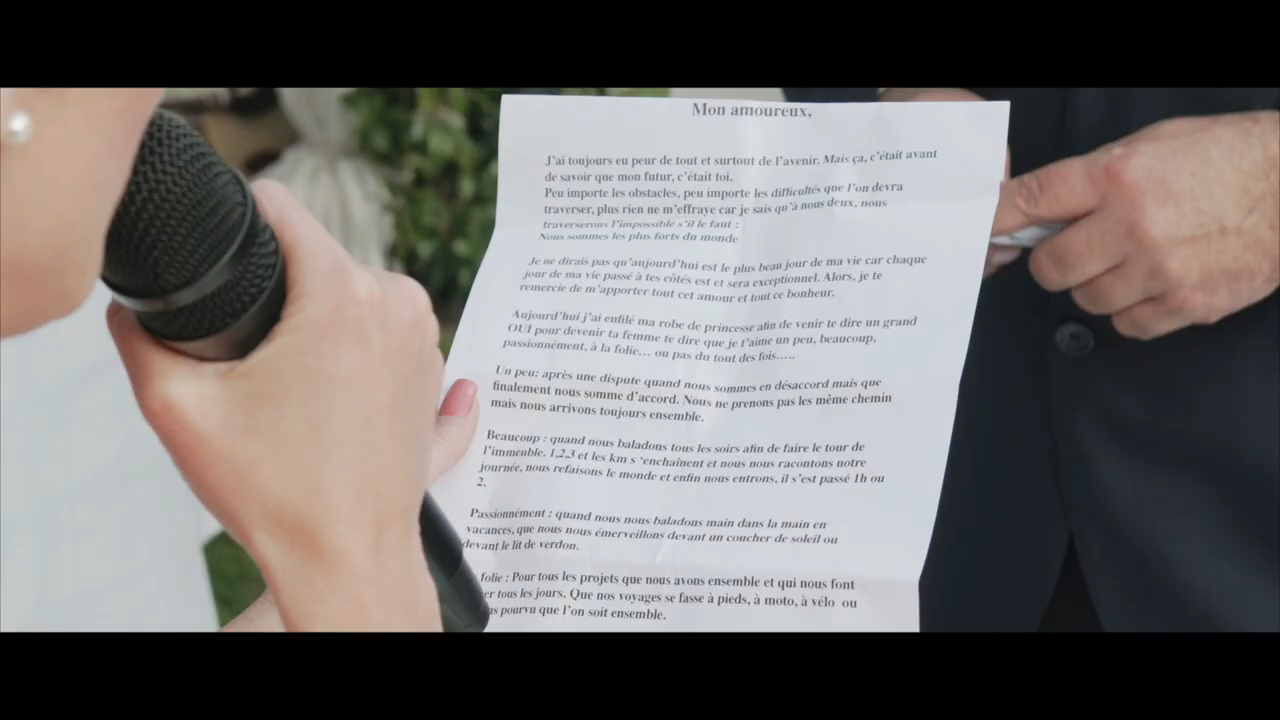 Mon amoureux,
J'ai toujours eu peur de tout et surtout de l'avenir. Mais ça, c'était avant
de savoir que mon futur, c'était toi.
Peu importe les obstacles, peu importe les difficultés que l'on devra
traverser, plus rien ne m'effraye car je sais qu'à nous deux, nous
traverserons l'impossible s'il le faut :
Nous sommes les plus forts du monde
Je ne dirais pas qu'aujourd'hui est le plus beau jour de ma vie car chaque
jour de ma vie passé à tes côtés est et sera exceptionnel. Alors, je te
remercie de m'apporter tout cet amour et tout ce bonheur.
Aujourd'hui j'ai enfilé ma robe de princesse afin de venir te dire un grand
OUI pour devenir ta femme te dire que je t'aime un peu, beaucoup,
passionnément, à la folie... ou pas du tout des fois.....
Un peu: après une dispute quand nous sommes en désaccord mais que
finalement nous somme d'accord. Nous ne prenons pas les même chemin
mais nous arrivons toujours ensemble.
Beaucoup : quand nous baladons tous les soirs afin de faire le tour de
l'immeuble. 1,2,3 et les km s 'enchaînent et nous nous racontons notre
journée, nous refaisons le monde et enfin nous entrons, il s'est passé 1h ou
2.
Passionnément : quand nous nous baladons main dans la main en
vacances, que nous nous émerveillons devant un coucher de soleil ou
devant le lit de verdon.
folie : Pour tous les projets que nous avons ensemble et qui nous font
er tous les jours. Que nos voyages se fasse à pieds, à moto, à vélo ou
pourvu que l'on soit ensemble.